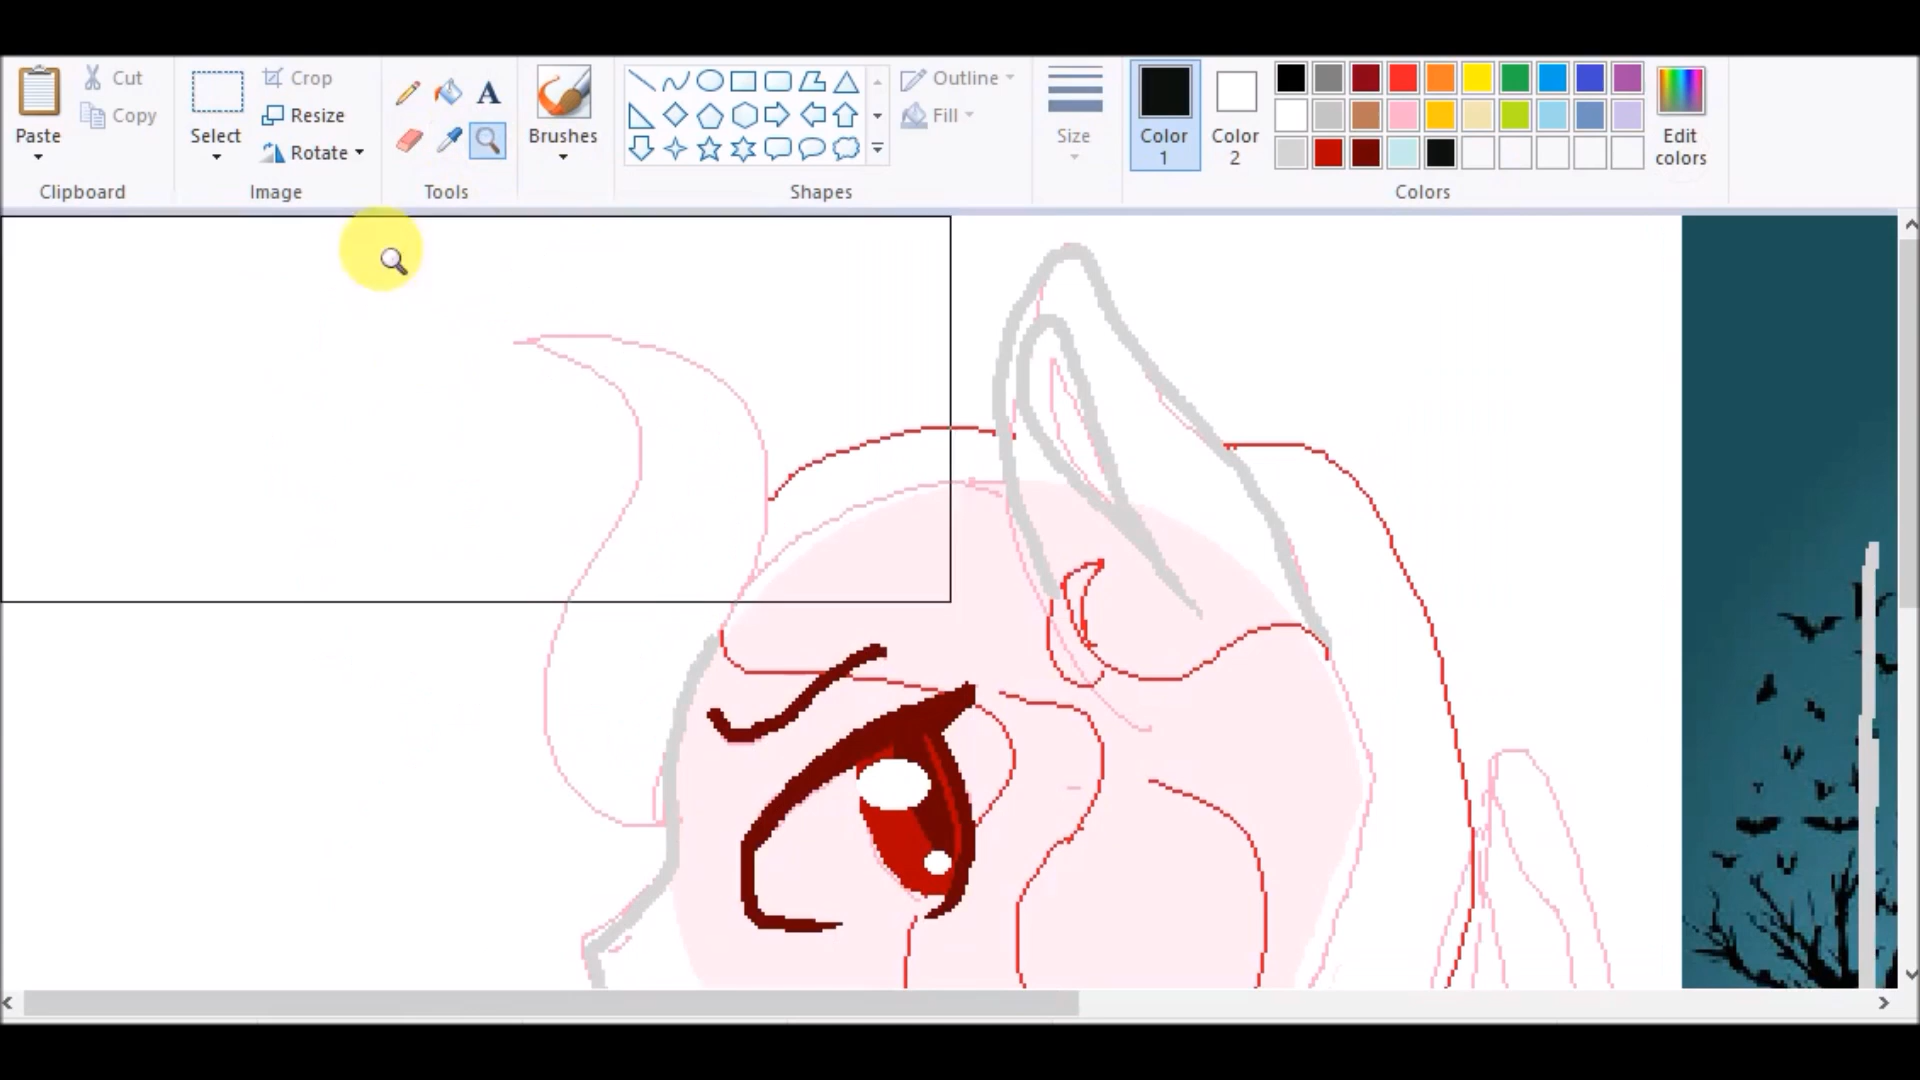 Paste
Cut
Copy
Clipboard
Select
Crop
Resize
Rotate
Image
A
Tools
Brushes
Outline
Fill
Shapes
Size
Color
1
Color
2
Edit
colors
Colors